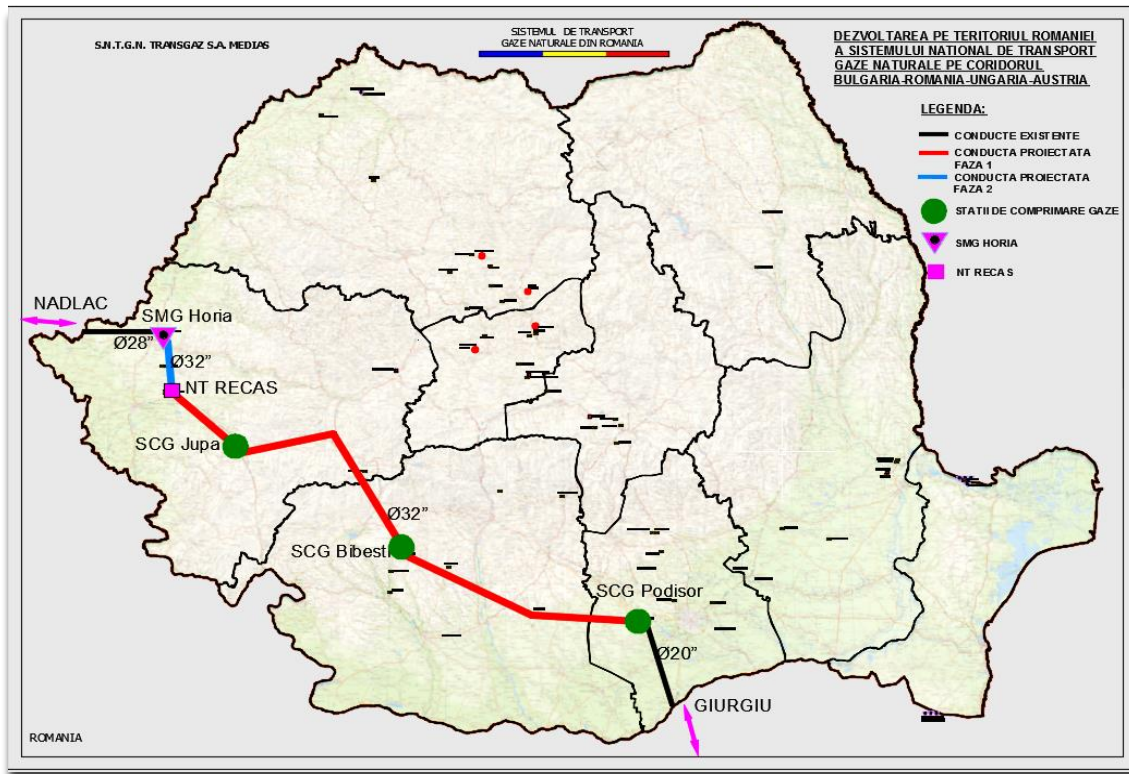 S.N.T.G.N. TRANSGAZ S.A. MEDIAS
SISTEMUL DE TRANSPORT
GAZE NATURALE DIN ROMANIA
DEZVOLTAREA PE TERITORIUL ROMANIEI
A SISTEMULUI NATIONAL DE TRANSPORT
GAZE NATURALE PE CORIDORUL
BULGARIA-ROMANIA-UNGARIA-AUSTRIA
LEGENDA:
CONDUCTE EXISTENTE
CONDUCTA PROIECTATA
FAZA 1
CONDUCTA PROIECTATA
FAZA 2
STATII DE COMPRIMARE GAZE
SMG HORIA
NT RECAS
NADLAC
SMG Horia
Ø28”
Ø32”
NT RECAS
SCG Jupa
Ø32”
SCG Bibesti
SCG Podisor
Ø20”
GIURGIU
ROMANIA